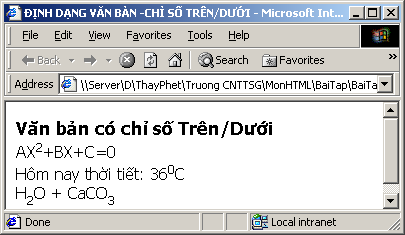 ĐỊNH DẠNG VĂN BẢN -CHỈ SỐ TRÊN/DƯỚI - Microsoft Int...
File Edit View Favorites Tools Help
Back Search Favorites
Address \\Server\D\ThayPhet\Truong CNTTSG\MonHTML\BaiTap\BaiTa
Văn bản có chỉ số Trên/Dưới
AX²+BX+C=0
Hôm nay thời tiết: 36⁰C
H₂O + CaCO₃
Done Local intranet